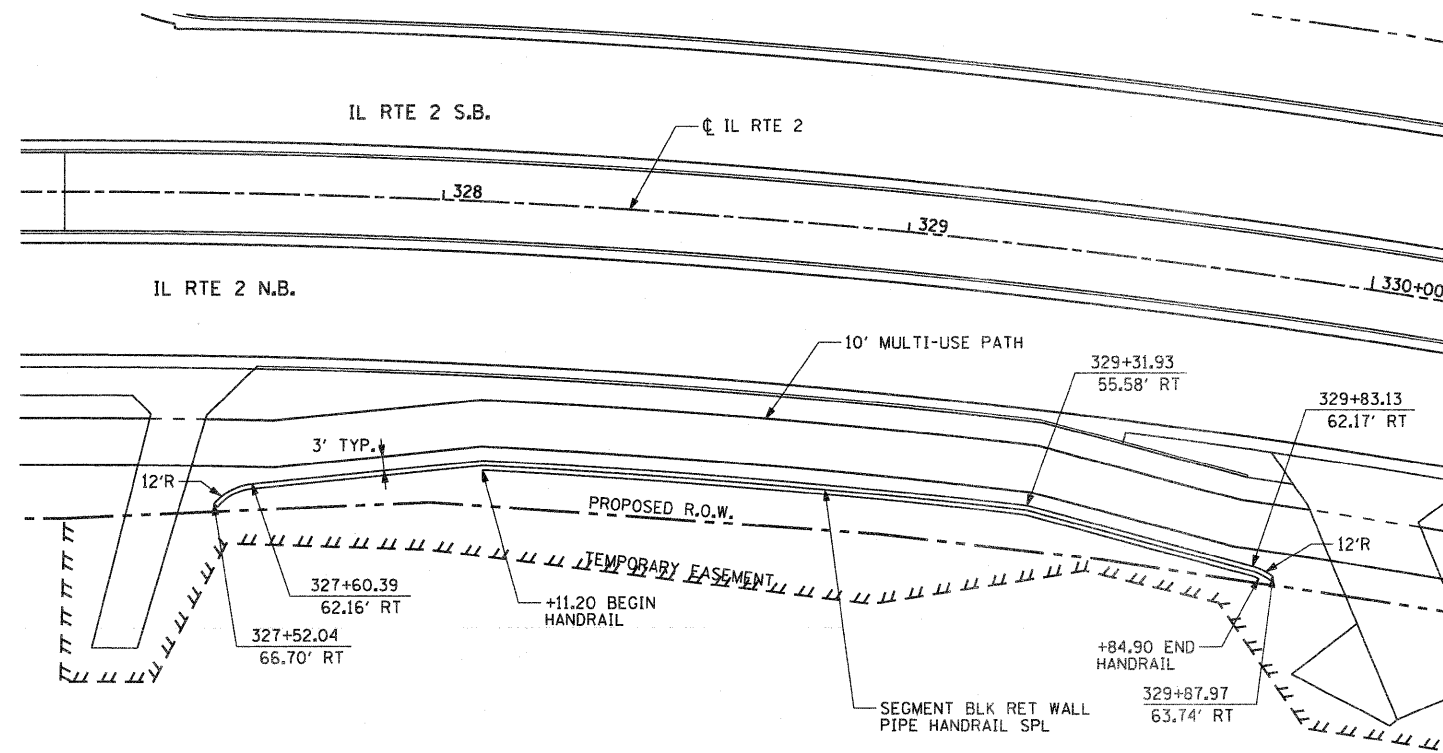 IL RTE 2 S.B.
℄ IL RTE 2
328
329
330+00
IL RTE 2 N.B.
10' MULTI-USE PATH
329+31.93
55.58' RT
329+83.13
62.17' RT
3' TYP.
12'R
PROPOSED R.O.W.
12'R
TEMPORARY EASEMENT
327+60.39
62.16' RT
+11.20 BEGIN
HANDRAIL
327+52.04
66.70' RT
+84.90 END
HANDRAIL
329+87.97
63.74' RT
SEGMENT BLK RET WALL
PIPE HANDRAIL SPL